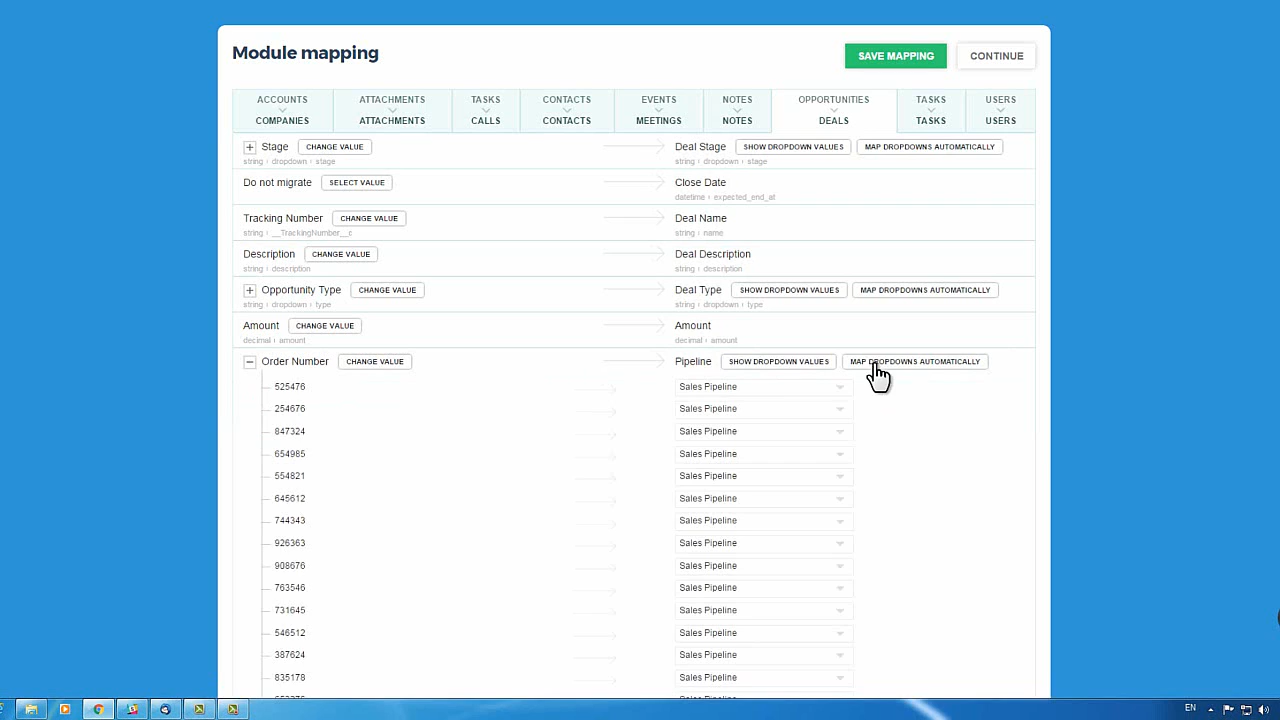 Module mapping
SAVE MAPPING
CONTINUE
ACCOUNTS ATTACHMENTS TASKS CONTACTS EVENTS NOTES OPPORTUNITIES TASKS USERS
COMPANIES ATTACHMENTS CALLS CONTACTS MEETINGS NOTES DEALS TASKS USERS
Stage CHANGE VALUE Deal Stage SHOW DROPDOWN VALUES MAP DROPDOWNS AUTOMATICALLY
string dropdown stage string dropdown stage
Do not migrate SELECT VALUE Close Date
datetime expected_end_at
Tracking Number CHANGE VALUE Deal Name
string __TrackingNumber__c string name
Description CHANGE VALUE Deal Description
string description string description
Opportunity Type CHANGE VALUE Deal Type SHOW DROPDOWN VALUES MAP DROPDOWNS AUTOMATICALLY
string dropdown type string dropdown type
Amount CHANGE VALUE Amount
decimal amount decimal amount
Order Number CHANGE VALUE Pipeline SHOW DROPDOWN VALUES MAP DROPDOWNS AUTOMATICALLY
525476 Sales Pipeline
254676 Sales Pipeline
847324 Sales Pipeline
654985 Sales Pipeline
554821 Sales Pipeline
645612 Sales Pipeline
744343 Sales Pipeline
926363 Sales Pipeline
908676 Sales Pipeline
763546 Sales Pipeline
731645 Sales Pipeline
546512 Sales Pipeline
387624 Sales Pipeline
835178 Sales Pipeline
EN